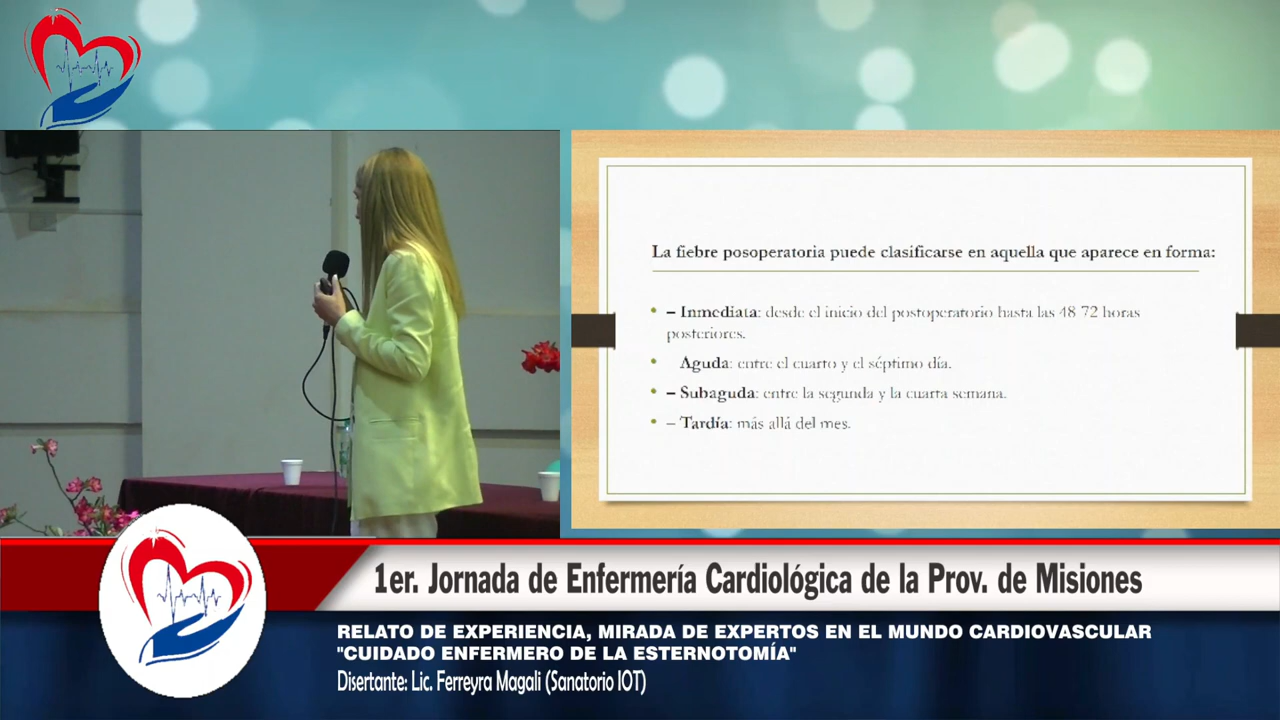 La fiebre posoperatoria puede clasificarse en aquella que aparece en forma:
• – Inmediata: desde el inicio del postoperatorio hasta las 48 72 horas
posteriores.
• Aguda: entre el cuarto y el séptimo día.
• – Subaguda: entre la segunda y la cuarta semana.
• – Tardía: más allá del mes.
1er. Jornada de Enfermería Cardiológica de la Prov. de Misiones
RELATO DE EXPERIENCIA, MIRADA DE EXPERTOS EN EL MUNDO CARDIOVASCULAR
"CUIDADO ENFERMERO DE LA ESTERNOTOMÍA"
Disertante: Lic. Ferreyra Magali (Sanatorio IOT)